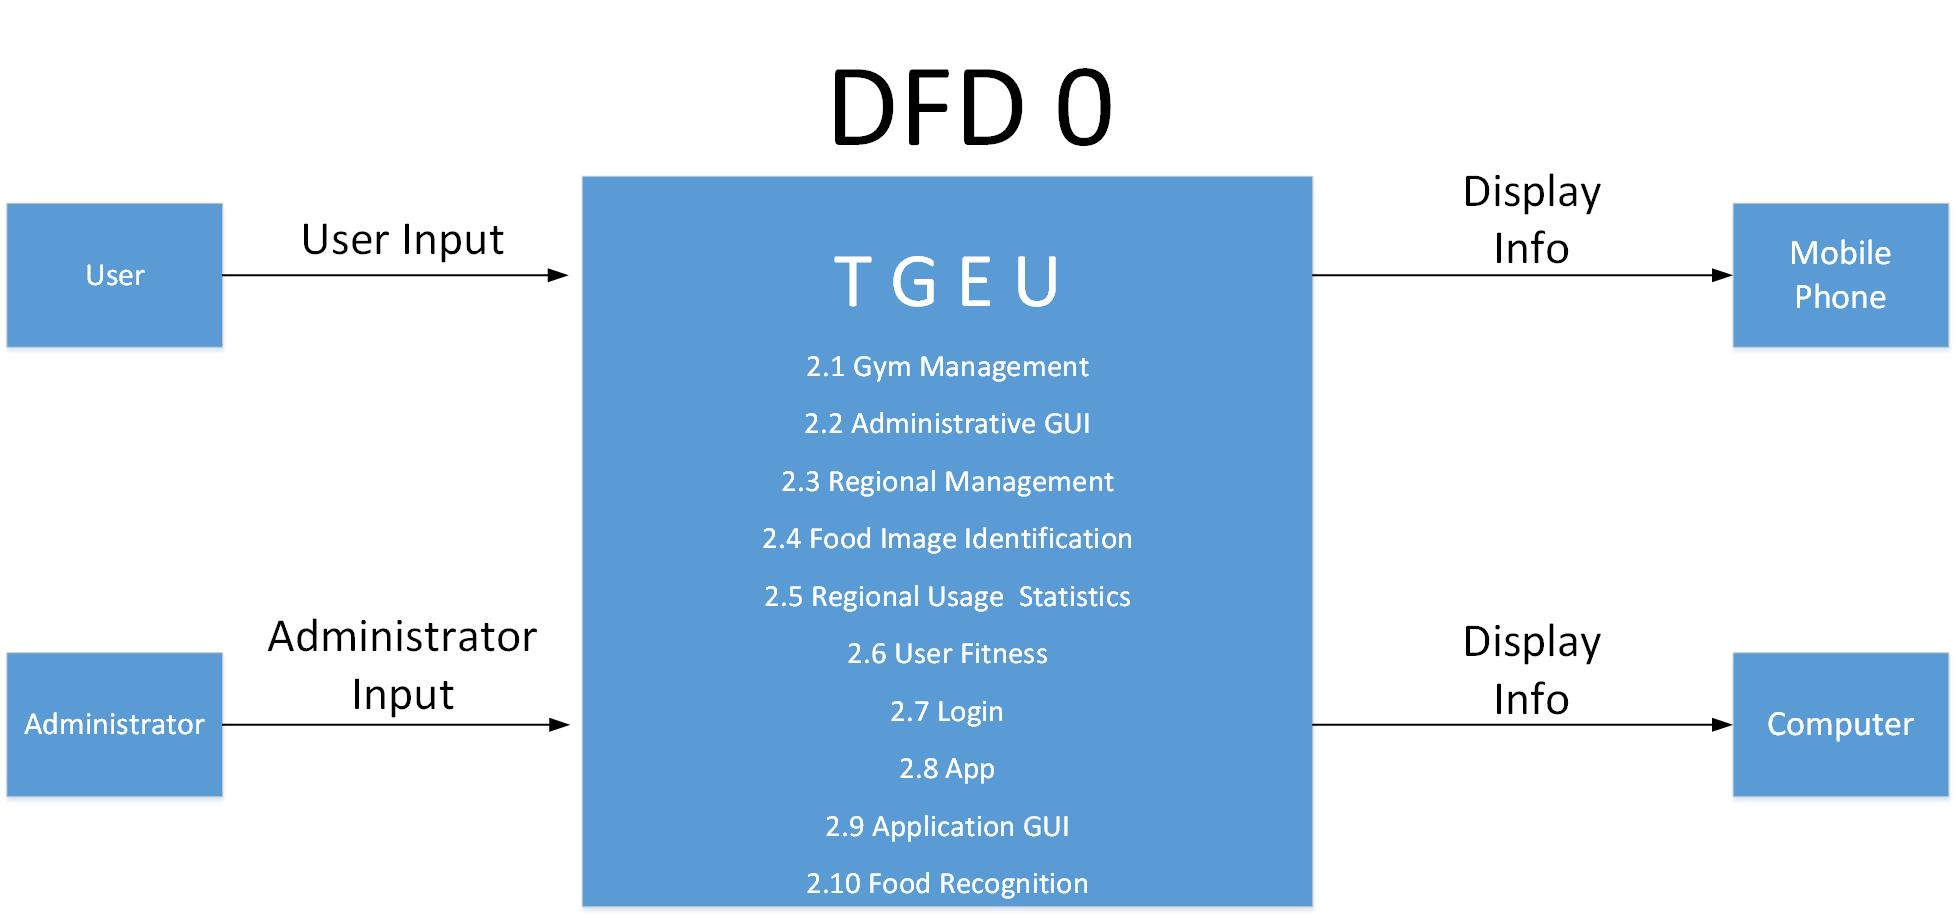 DFD 0
User
User Input
T G E U
2.1 Gym Management
2.2 Administrative GUI
2.3 Regional Management
2.4 Food Image Identification
2.5 Regional Usage  Statistics
2.6 User Fitness
2.7 Login
2.8 App
2.9 Application GUI
2.10 Food Recognition
Display
Info
Mobile
Phone
Administrator
Administrator
Input
Display
Info
Computer